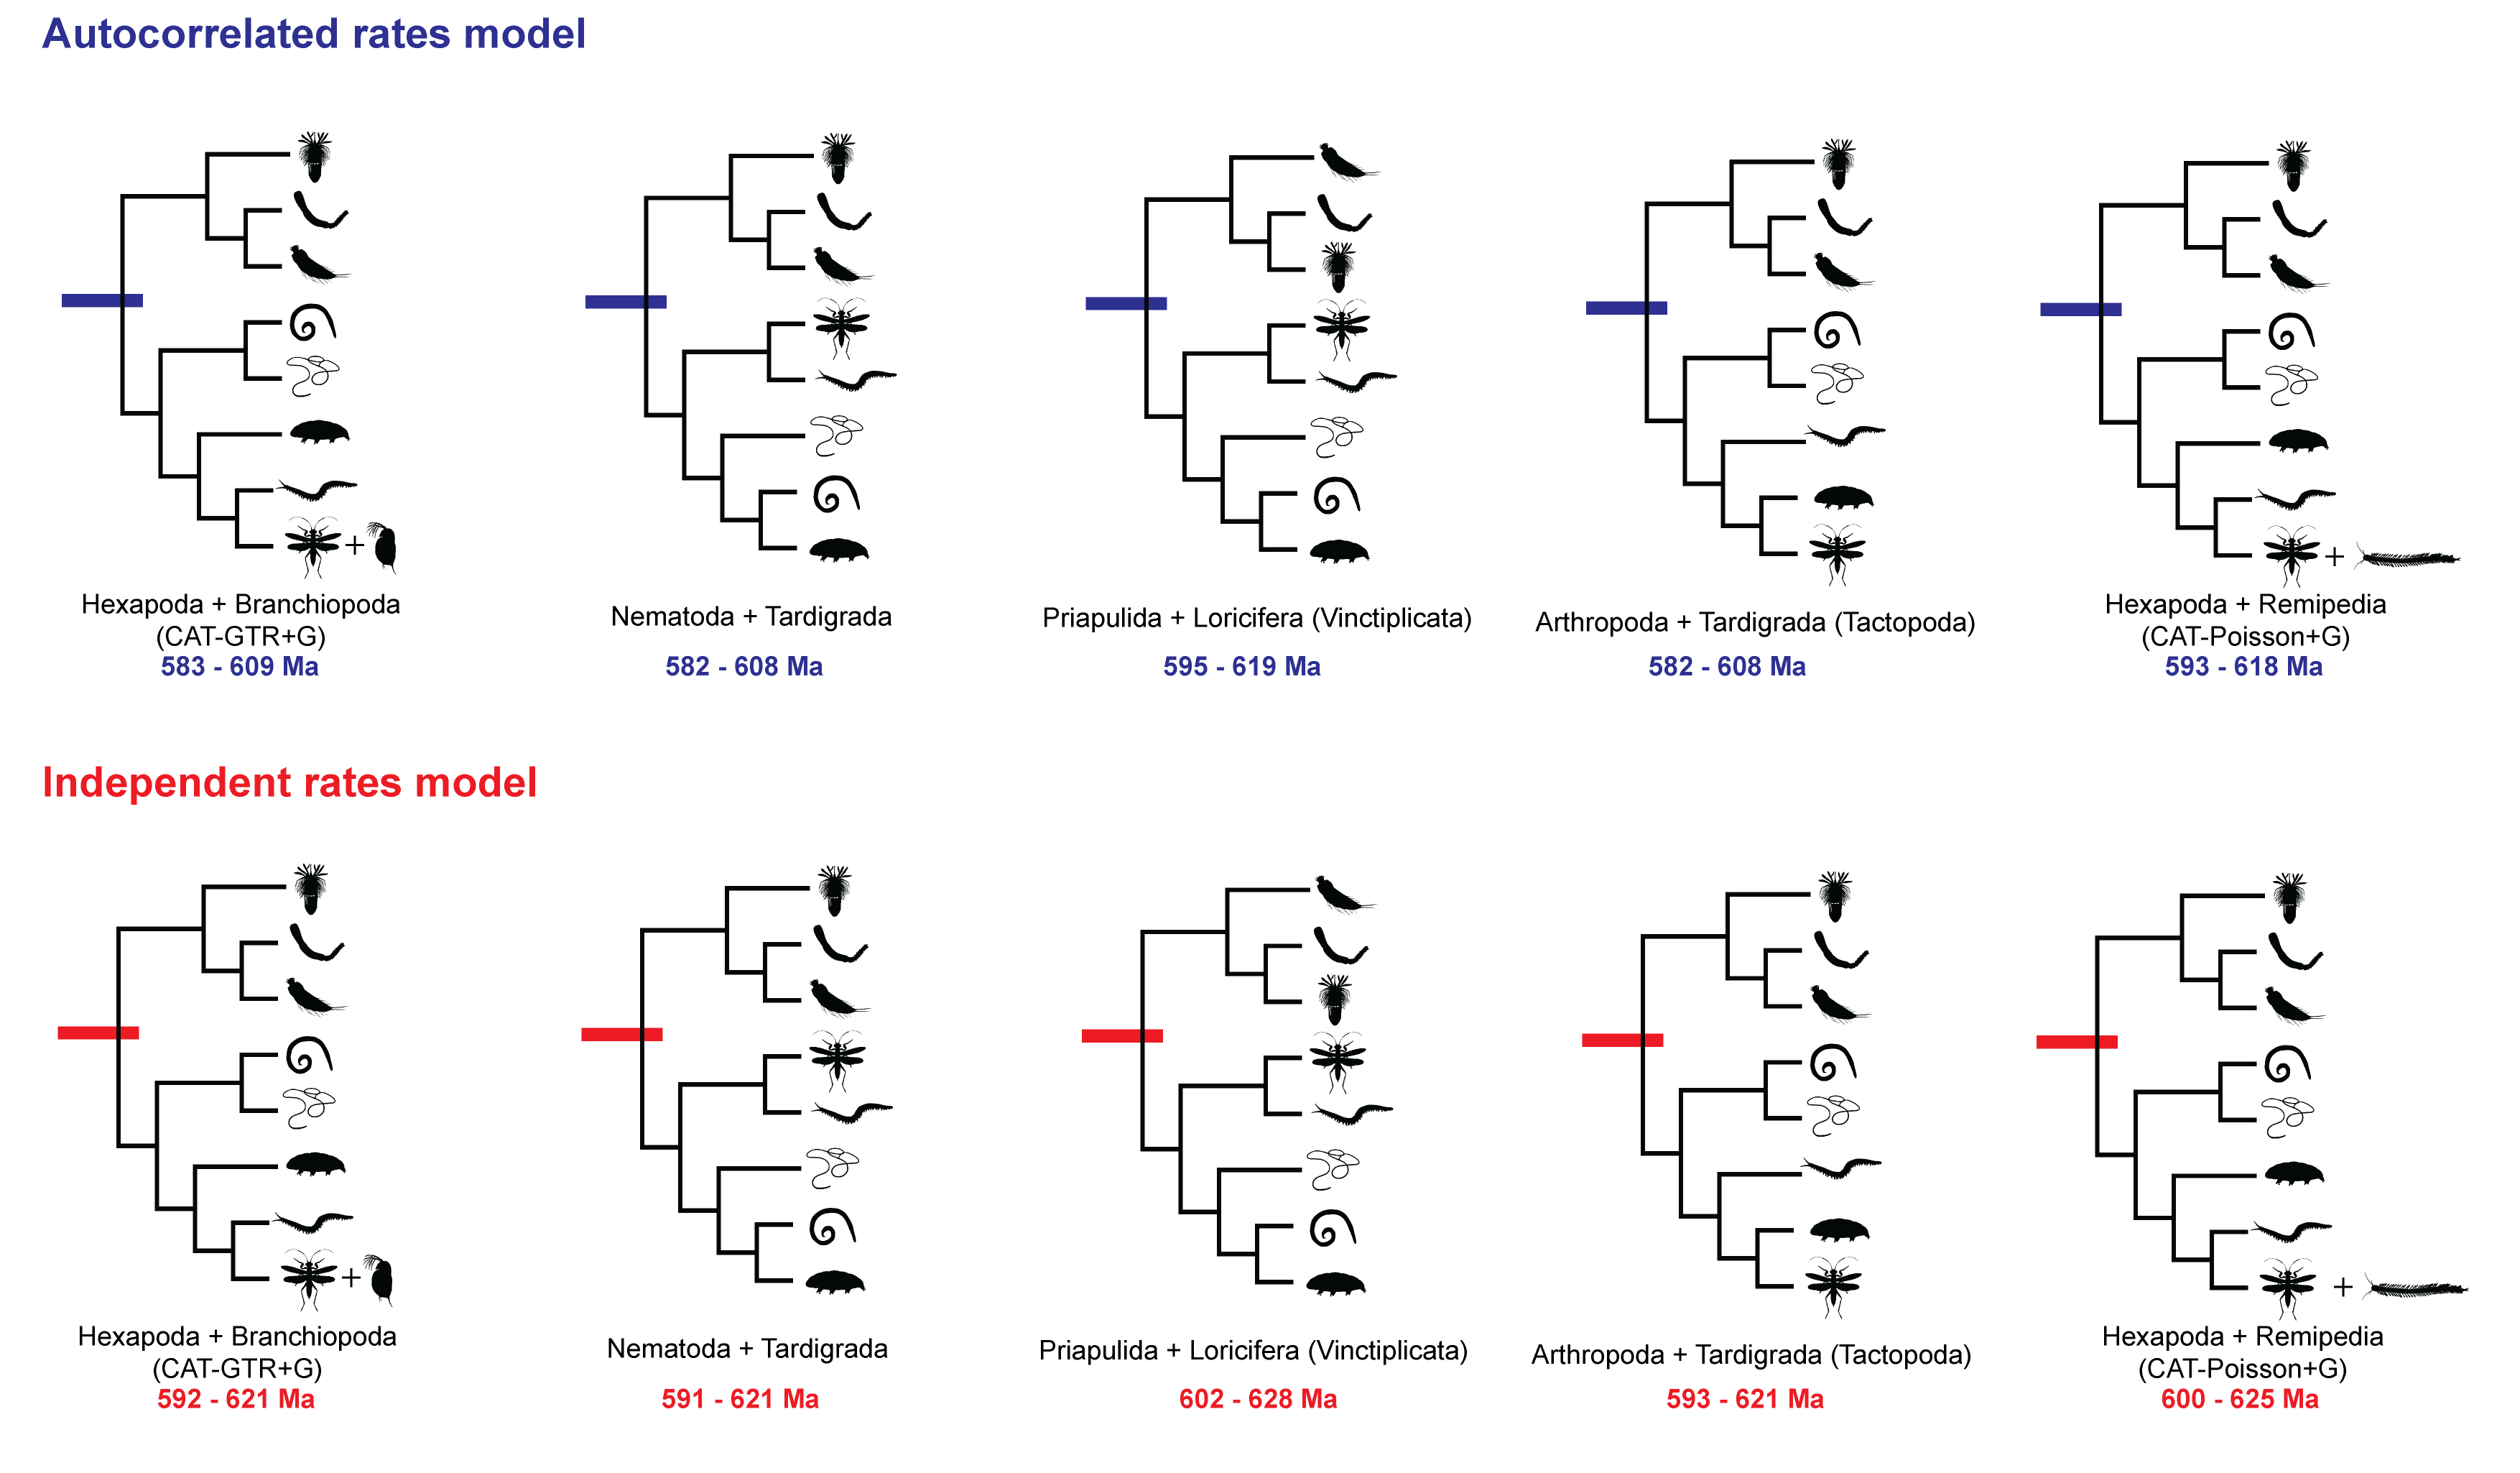 Autocorrelated rates model
+
+
Hexapoda + Branchiopoda
(CAT-GTR+G)
583 - 609 Ma
Nematoda + Tardigrada
582 - 608 Ma
Priapulida + Loricifera (Vinctiplicata)
595 - 619 Ma
Arthropoda + Tardigrada (Tactopoda)
582 - 608 Ma
Hexapoda + Remipedia
(CAT-Poisson+G)
593 - 618 Ma
Independent rates model
+
+
Hexapoda + Branchiopoda
(CAT-GTR+G)
592 - 621 Ma
Nematoda + Tardigrada
591 - 621 Ma
Priapulida + Loricifera (Vinctiplicata)
602 - 628 Ma
Arthropoda + Tardigrada (Tactopoda)
593 - 621 Ma
Hexapoda + Remipedia
(CAT-Poisson+G)
600 - 625 Ma